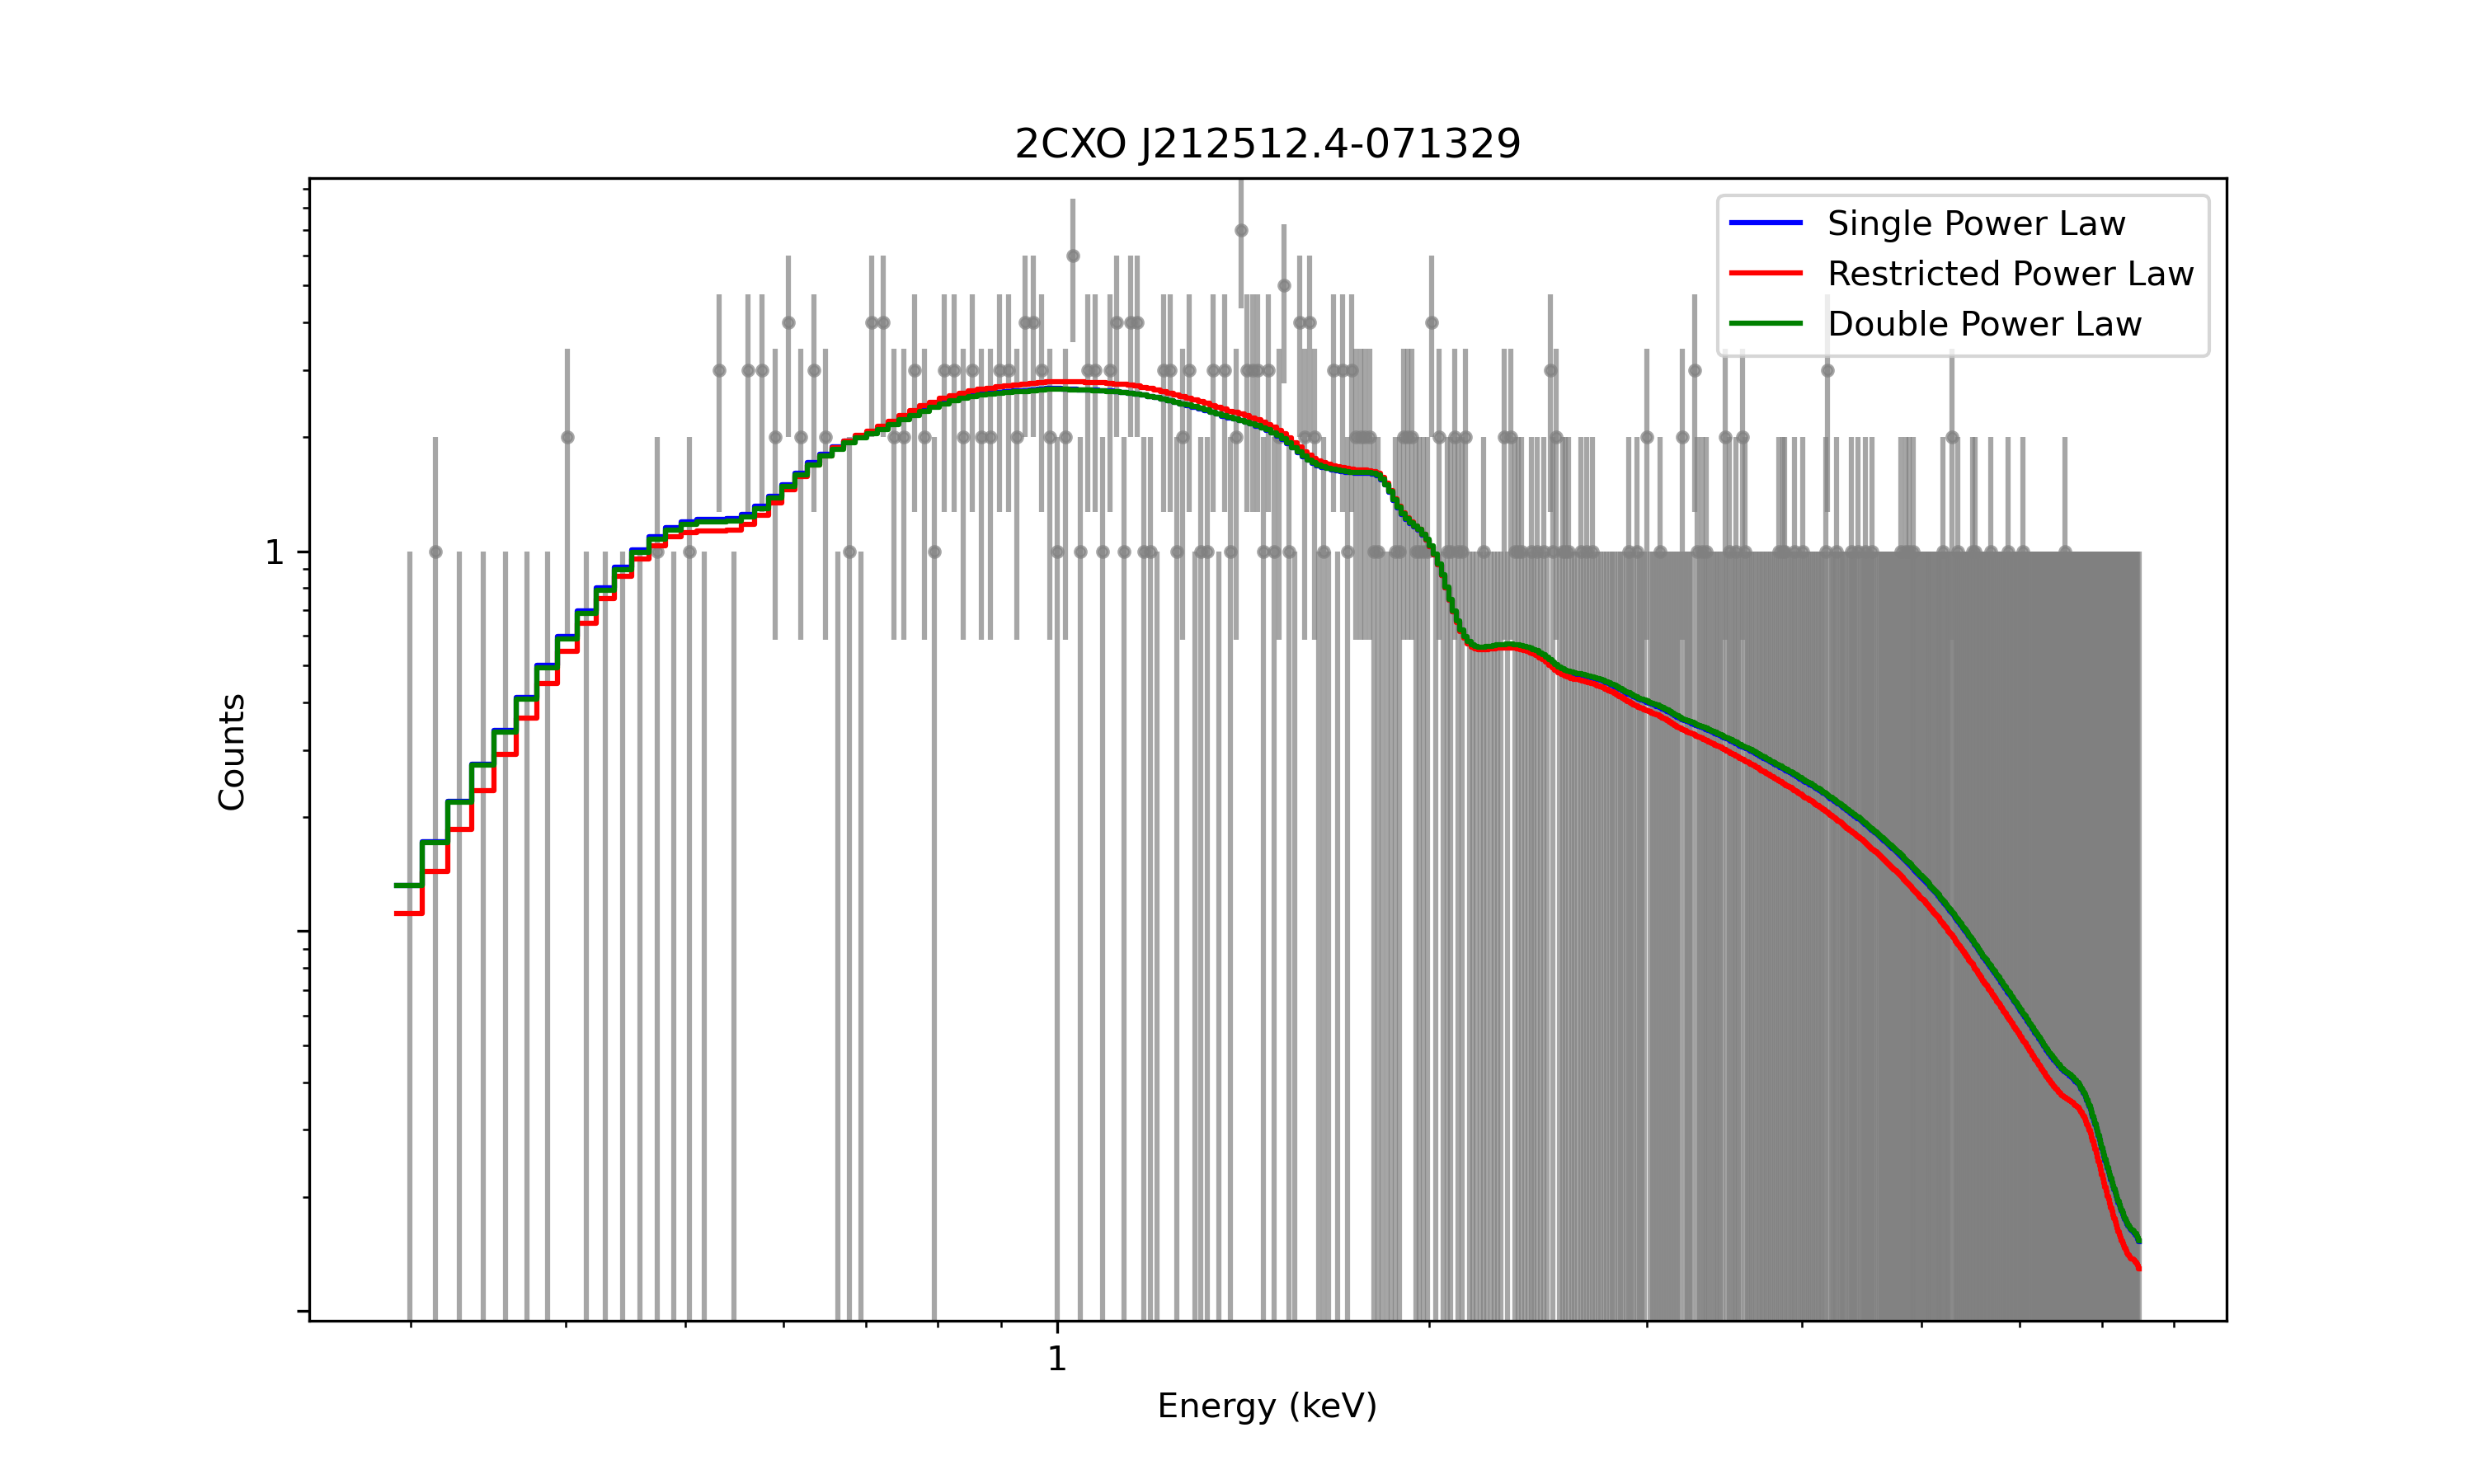 2CXO J212512.4-071329
Single Power Law
Restricted Power Law
Double Power Law
1
Counts
1
Energy (keV)